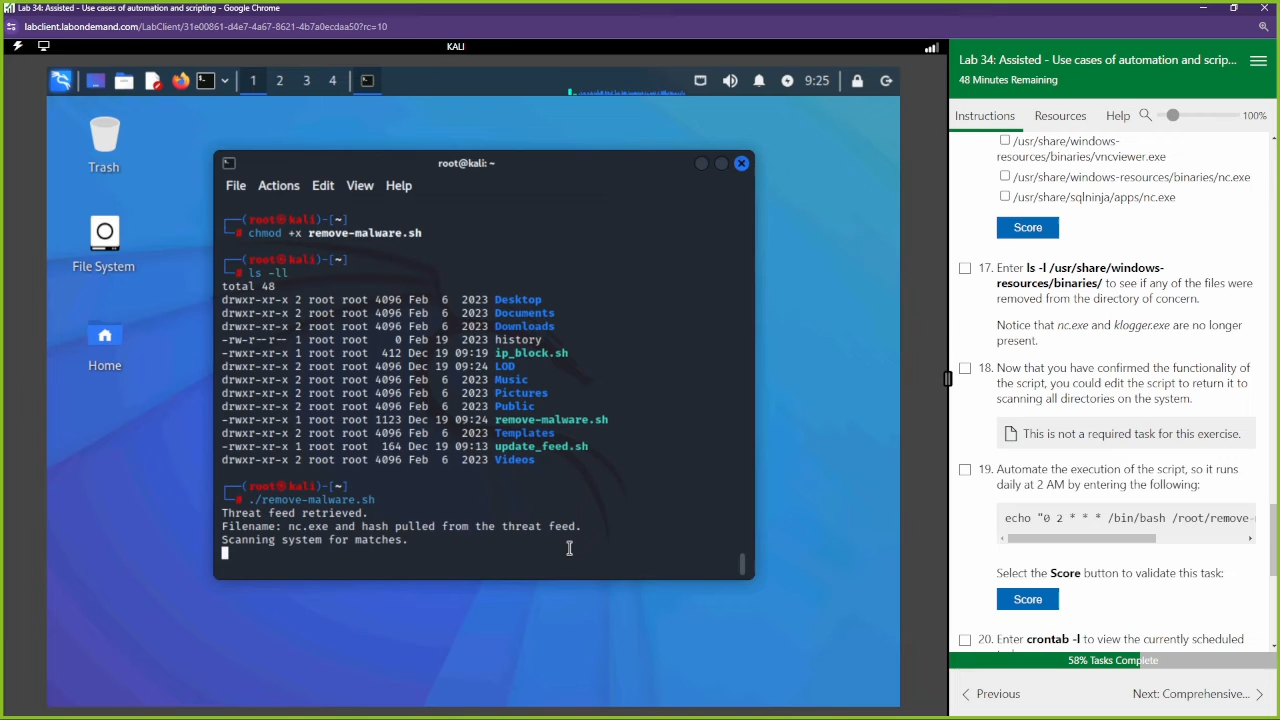 Lab 34: Assisted - Use cases of automation and scripting - Google Chrome
labclient.labondemand.com/LabClient/31e00861-d4e7-4a67-8621-4b7a0ecdaa50?rc=10
KALI
1 2 3 4
9:25
Trash
File System
Home
root@kali: ~
File Actions Edit View Help
┌──(root㉿kali)-[~]
└─# chmod +x remove-malware.sh
┌──(root㉿kali)-[~]
└─# ls -ll
total 48
drwxr-xr-x 2 root root 4096 Feb 6 2023 Desktop
drwxr-xr-x 2 root root 4096 Feb 6 2023 Documents
drwxr-xr-x 2 root root 4096 Feb 6 2023 Downloads
-rw-r--r-- 1 root root 0 Feb 19 2023 history
-rwxr-xr-x 1 root root 412 Dec 19 09:19 ip_block.sh
drwxr-xr-x 2 root root 4096 Dec 19 09:24 LOD
drwxr-xr-x 2 root root 4096 Feb 6 2023 Music
drwxr-xr-x 2 root root 4096 Feb 6 2023 Pictures
drwxr-xr-x 2 root root 4096 Feb 6 2023 Public
-rwxr-xr-x 1 root root 1123 Dec 19 09:24 remove-malware.sh
drwxr-xr-x 2 root root 4096 Feb 6 2023 Templates
-rwxr-xr-x 1 root root 164 Dec 19 09:13 update_feed.sh
drwxr-xr-x 2 root root 4096 Feb 6 2023 Videos
┌──(root㉿kali)-[~]
└─# ./remove-malware.sh
Threat feed retrieved.
Filename: nc.exe and hash pulled from the threat feed.
Scanning system for matches.
Lab 34: Assisted - Use cases of automation and scrip...
48 Minutes Remaining
Instructions Resources Help 100%
/usr/share/windows-
resources/binaries/vncviewer.exe
/usr/share/windows-resources/binaries/nc.exe
/usr/share/sqlninja/apps/nc.exe
Score
17. Enter ls -l /usr/share/windows-
resources/binaries/ to see if any of the files were
removed from the directory of concern.
Notice that nc.exe and klogger.exe are no longer
present.
18. Now that you have confirmed the functionality of
the script, you could edit the script to return it to
scanning all directories on the system.
This is not a required task for this exercise.
19. Automate the execution of the script, so it runs
daily at 2 AM by entering the following:
echo "0 2 * * * /bin/bash /root/remove-
Select the Score button to validate this task:
Score
20. Enter crontab -l to view the currently scheduled
58% Tasks Complete
Previous Next: Comprehensive...